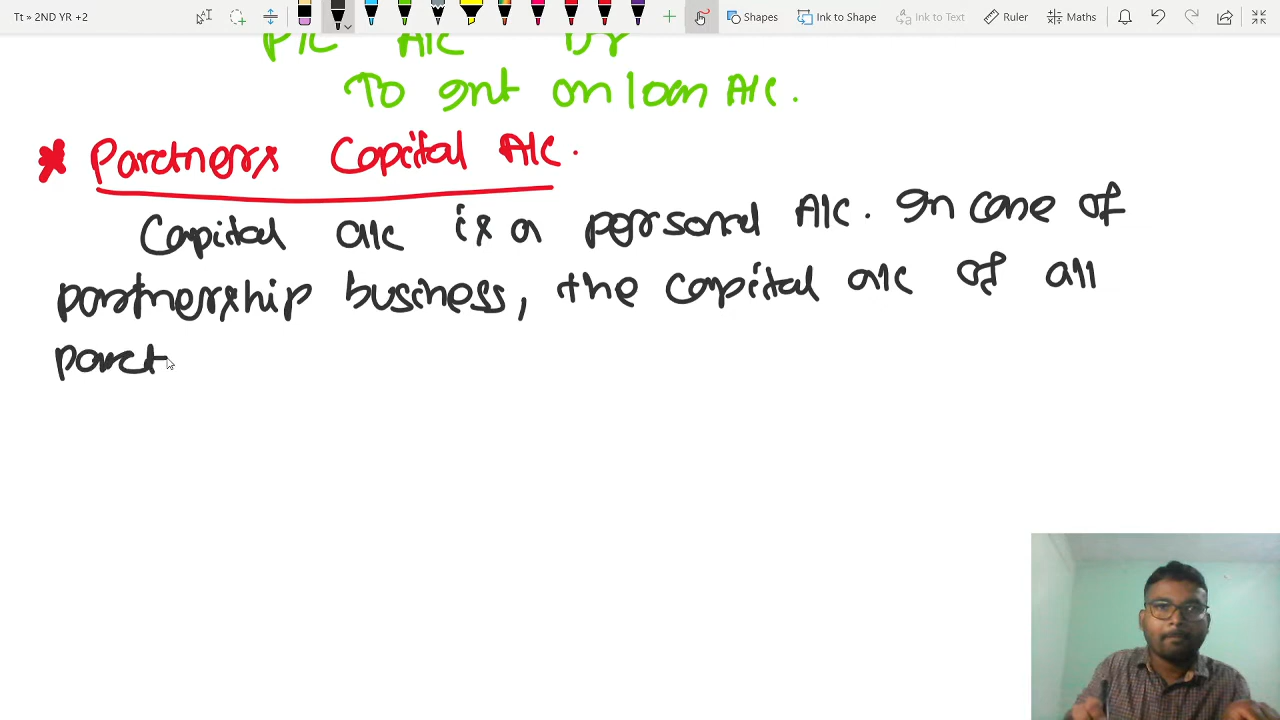 Tt > 2ND YR +2
Shapes
Ink to Shape
Ink to Text
Ruler
Maths
P/C A/C Dr
To Int on loan A/C.
* Partners Capital A/C.
Capital a/c is a personal A/C. In case of
partnership business, the capital a/c of all
part